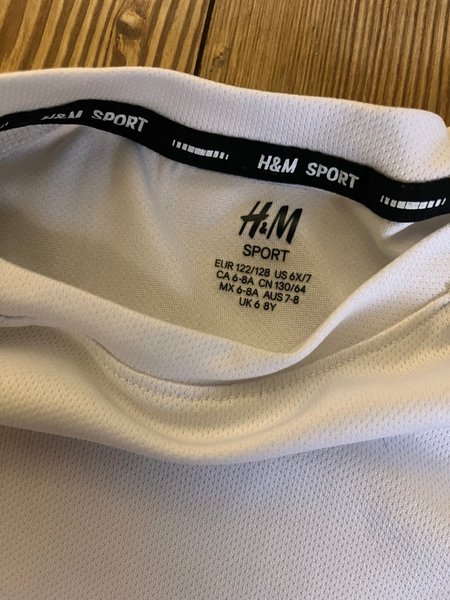 H&M SPORT
H&M SPORT
H&M
SPORT
EUR 122/128 US 6X/7
CA 6-8A CN 130/64
MX 6-8A AUS 7-8
UK 6 8Y